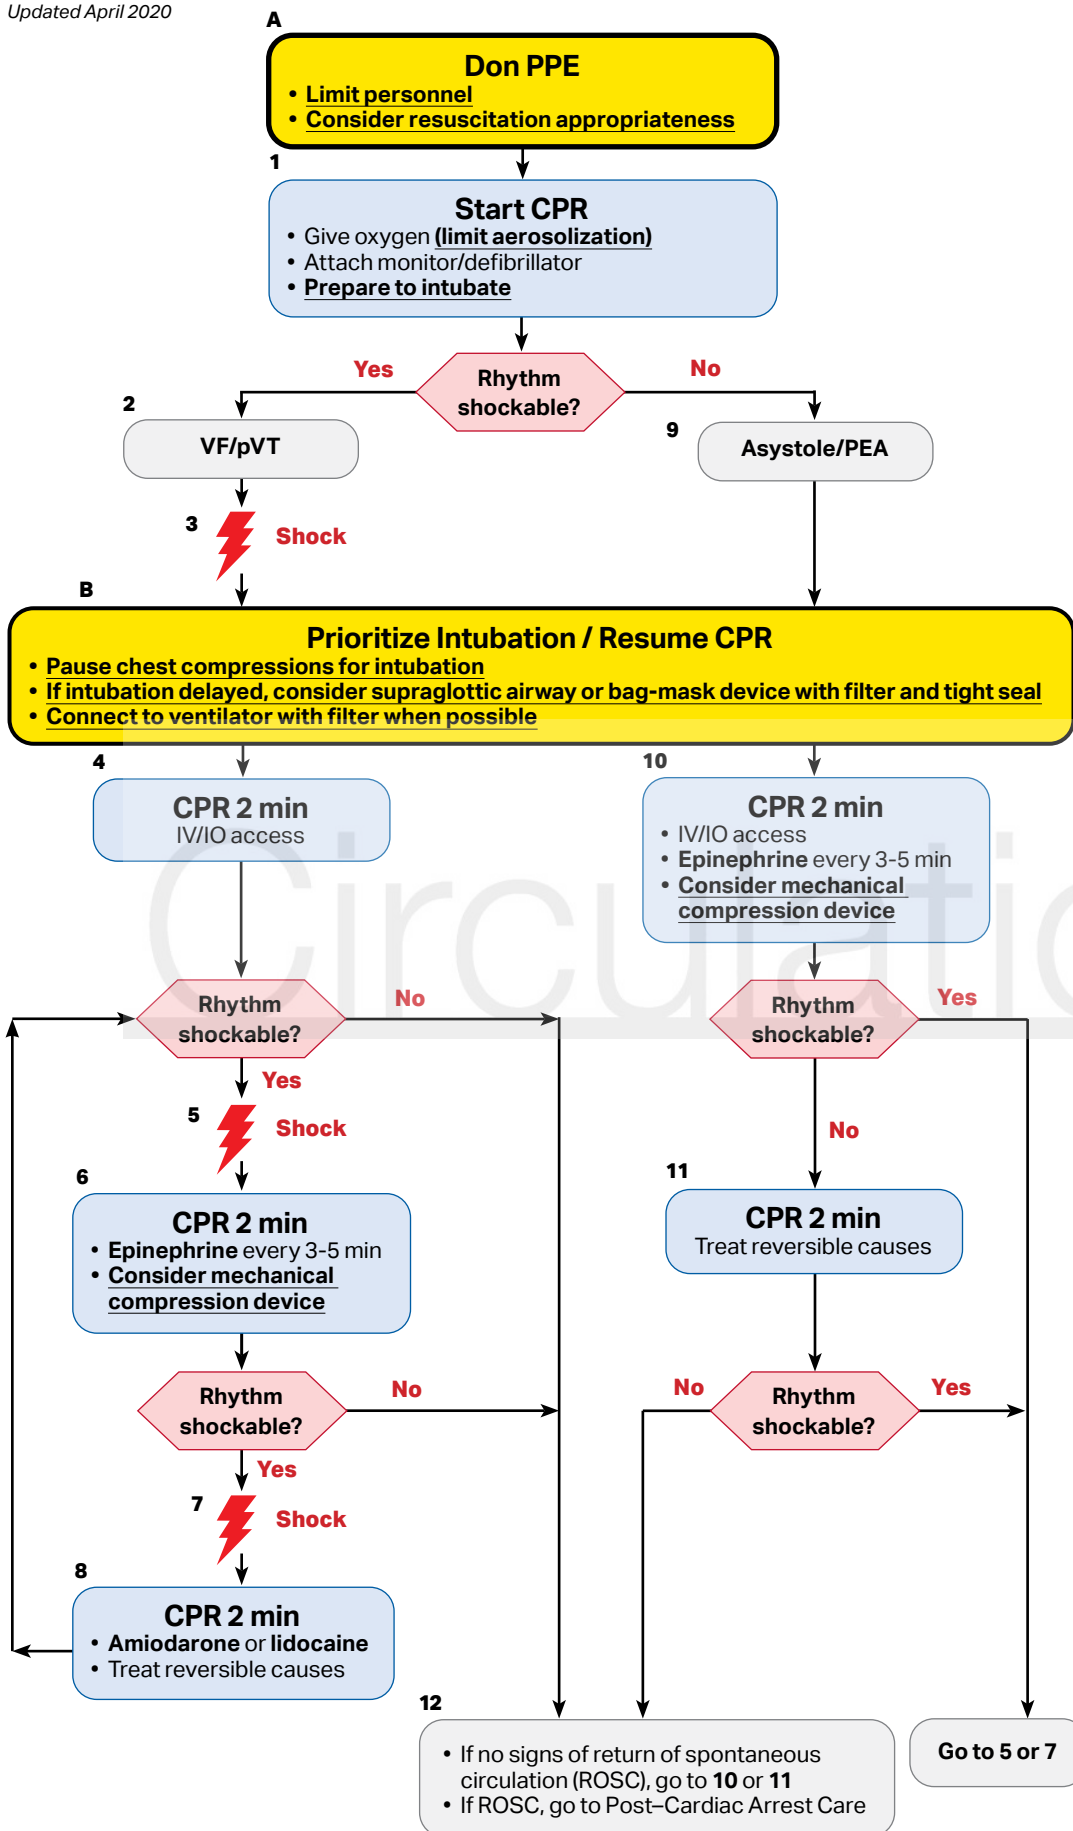 Updated April 2020
A
Don PPE
• Limit personnel
• Consider resuscitation appropriateness
1
Start CPR
• Give oxygen (limit aerosolization)
• Attach monitor/defibrillator
• Prepare to intubate
Yes
Rhythm
shockable?
No
2
VF/pVT
9
Asystole/PEA
3
Shock
B
Prioritize Intubation / Resume CPR
• Pause chest compressions for intubation
• If intubation delayed, consider supraglottic airway or bag-mask device with filter and tight seal
• Connect to ventilator with filter when possible
4
CPR 2 min
IV/IO access
10
CPR 2 min
• IV/IO access
• Epinephrine every 3-5 min
• Consider mechanical
compression device
Circulatio
Rhythm
shockable?
No
Yes
Rhythm
shockable?
Yes
No
5
Shock
6
CPR 2 min
• Epinephrine every 3-5 min
• Consider mechanical
compression device
11
CPR 2 min
Treat reversible causes
Rhythm
shockable?
No
Yes
No
Rhythm
shockable?
Yes
7
Shock
8
CPR 2 min
• Amiodarone or lidocaine
• Treat reversible causes
12
• If no signs of return of spontaneous
circulation (ROSC), go to 10 or 11
• If ROSC, go to Post–Cardiac Arrest Care
Go to 5 or 7